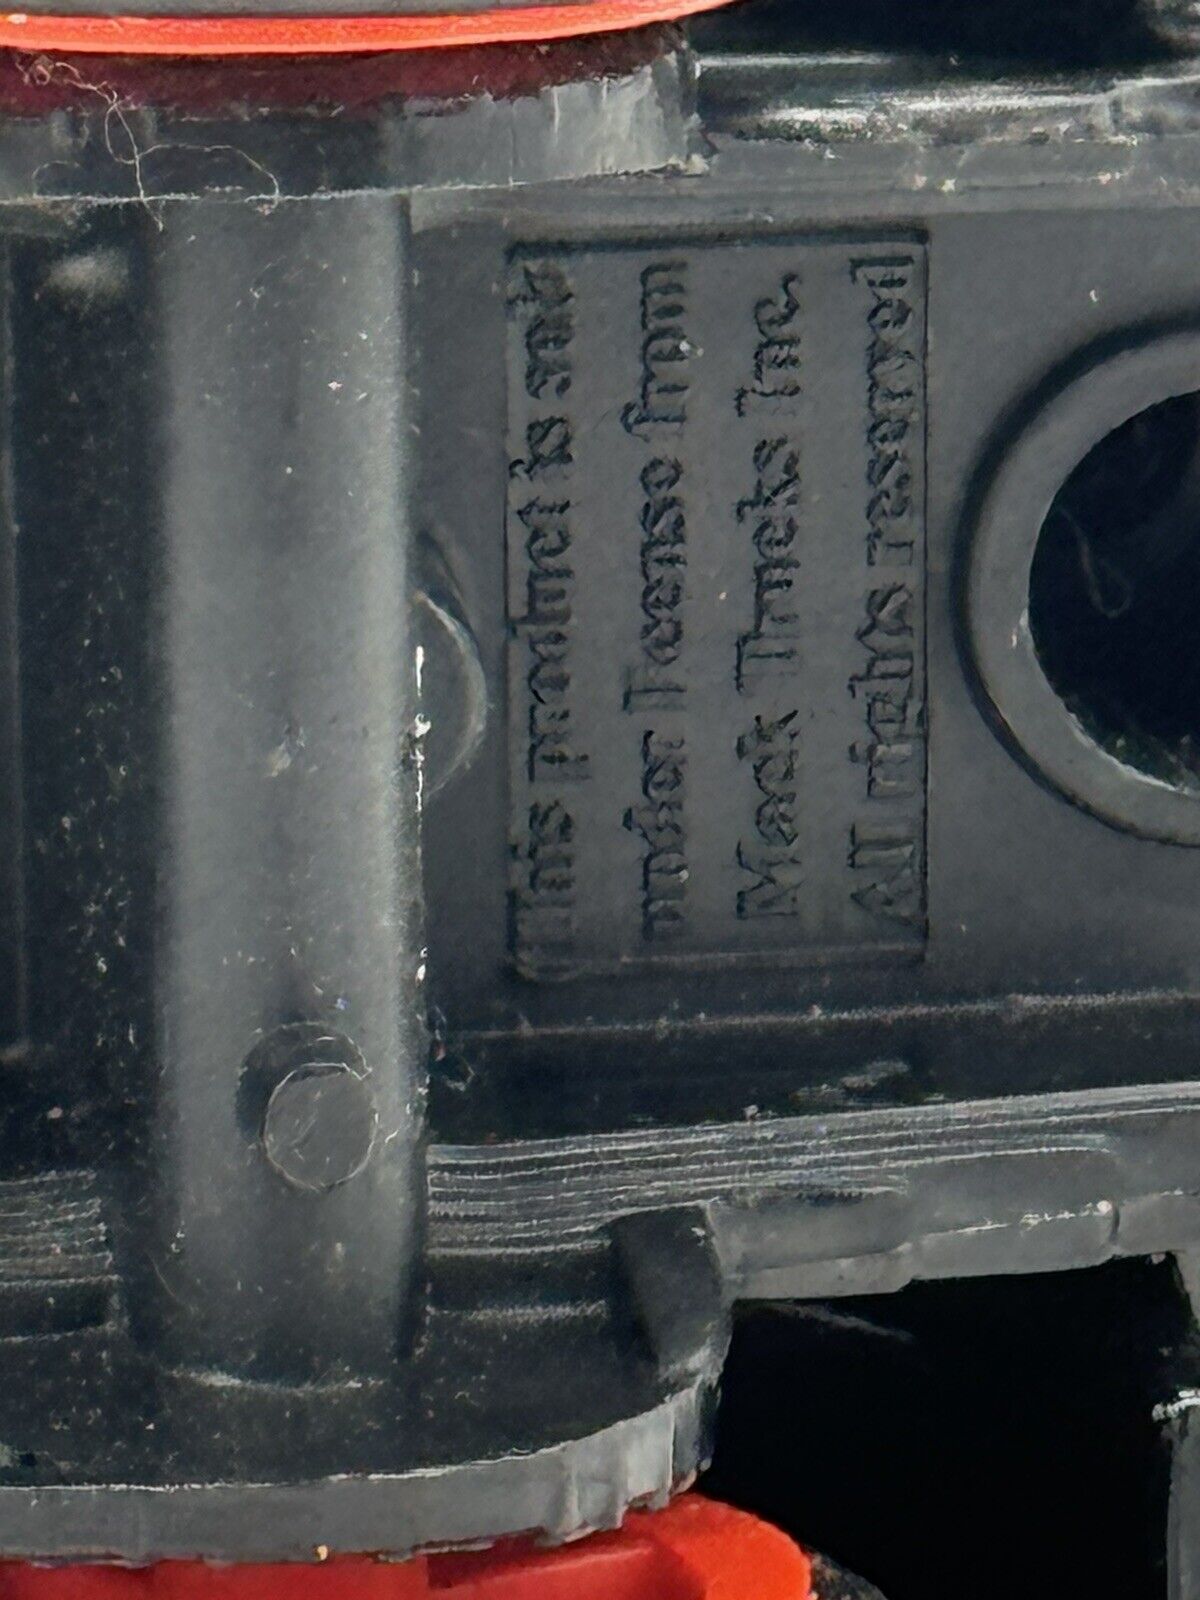 This product is sold
under license from
Mack Trucks Inc.
All rights reserved